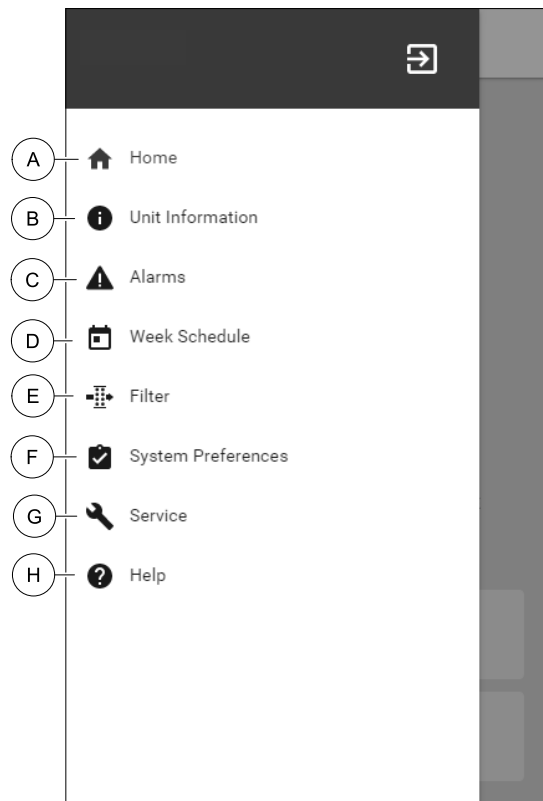 A Home
B Unit Information
C Alarms
D Week Schedule
E Filter
F System Preferences
G Service
H Help